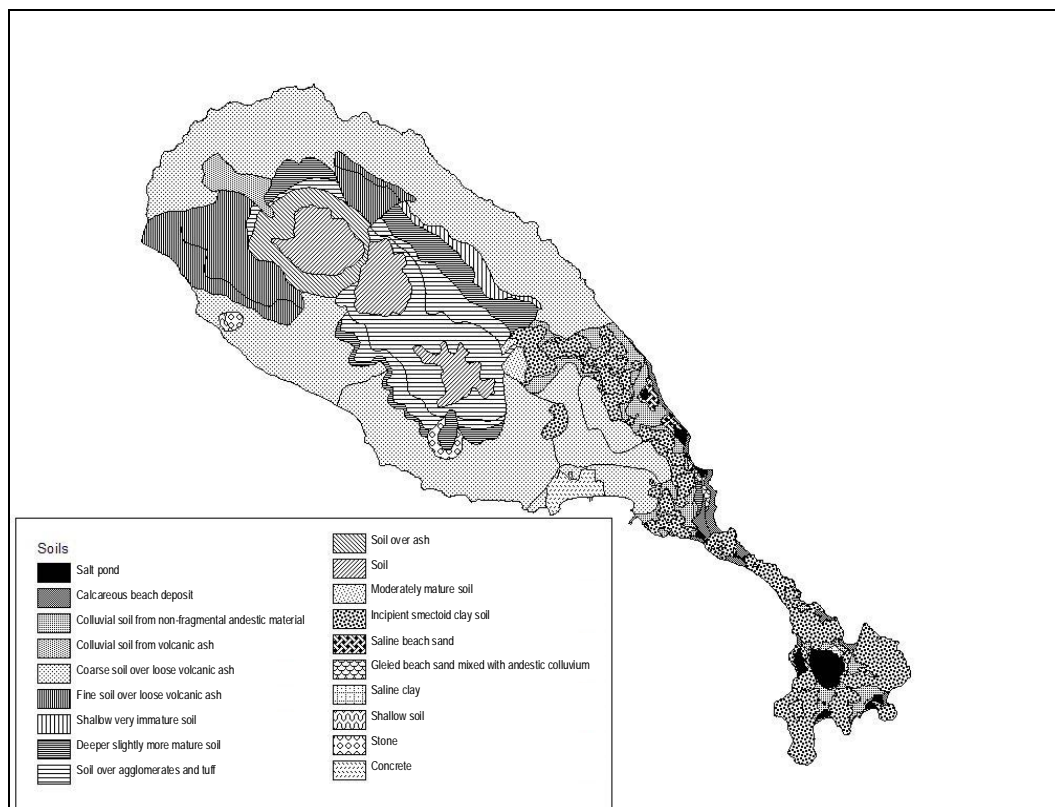 Soils
Salt pond
Calcareous beach deposit
Colluvial soil from non-fragmental andestic material
Colluvial soil from volcanic ash
Coarse soil over loose volcanic ash
Fine soil over loose volcanic ash
Shallow very immature soil
Deeper slightly more mature soil
Soil over agglomerates and tuff
Soil over ash
Soil
Moderately mature soil
Incipient smectoid clay soil
Saline beach sand
Gleied beach sand mixed with andestic colluvium
Saline clay
Shallow soil
Stone
Concrete